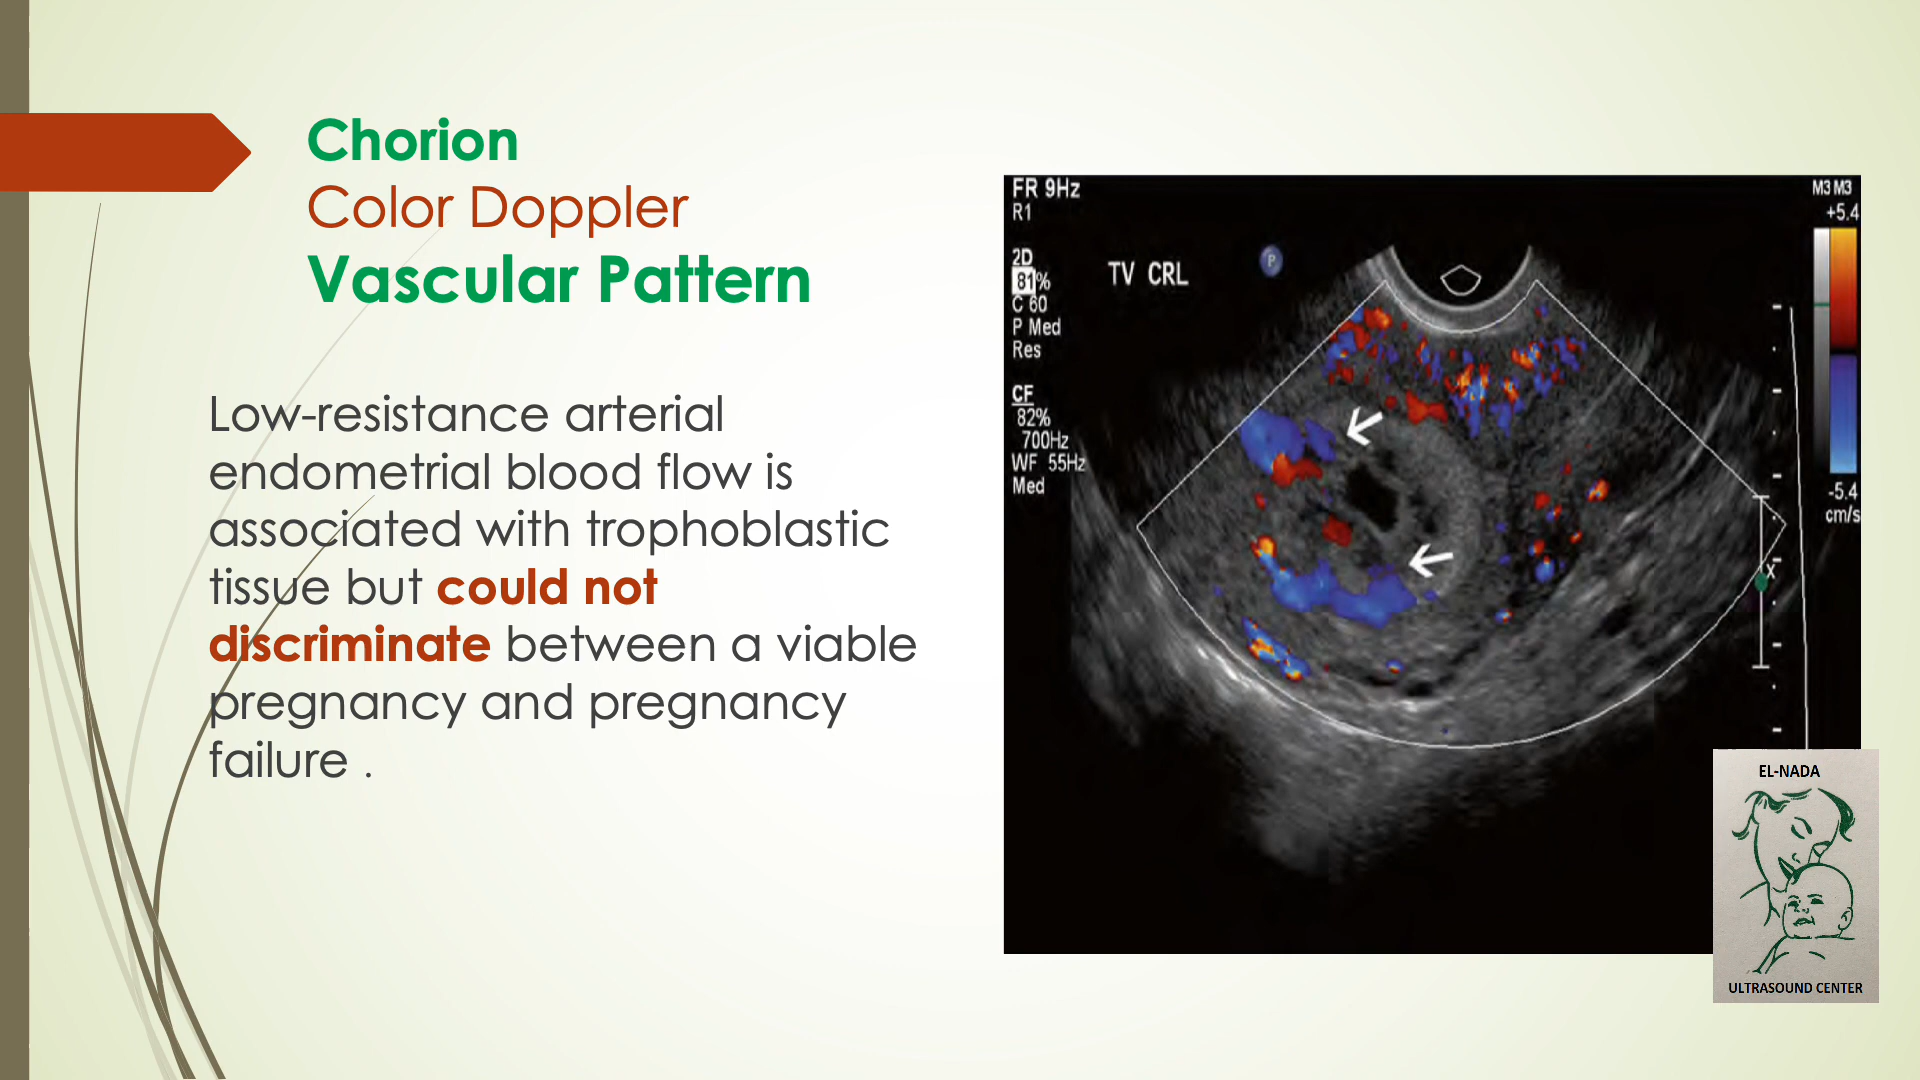 Chorion
Color Doppler
Vascular Pattern
Low-resistance arterial
endometrial blood flow is
associated with trophoblastic
tissue but could not
discriminate between a viable
pregnancy and pregnancy
failure .
FR 9Hz
R1
2D
81%
C 60
P Med
Res
CF
82%
700Hz
WF 55Hz
Med
TV CRL
P
M3 M3
+5.4
-5.4
cm/s
X
EL-NADA
ULTRASOUND CENTER